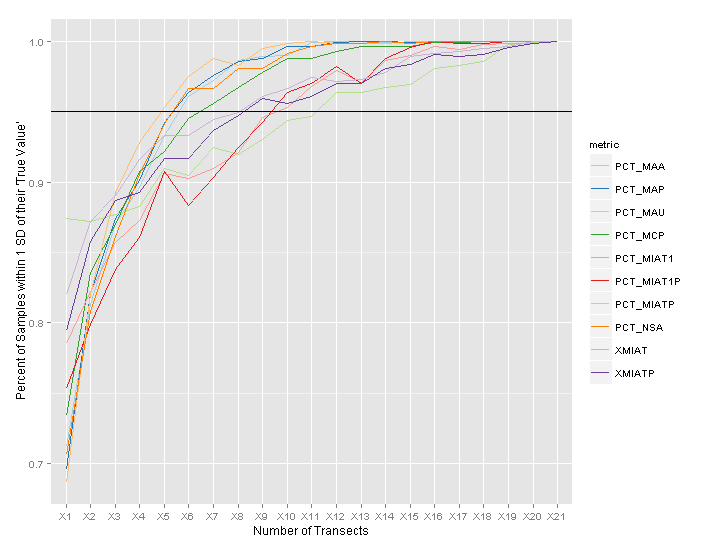 1.0
0.9
0.8
0.7
Percent of Samples within 1 SD of their 'True Value'
X1 X2 X3 X4 X5 X6 X7 X8 X9 X10 X11 X12 X13 X14 X15 X16 X17 X18 X19 X20 X21
Number of Transects
metric
PCT_MAA
PCT_MAP
PCT_MAU
PCT_MCP
PCT_MIAT1
PCT_MIAT1P
PCT_MIATP
PCT_NSA
XMIAT
XMIATP